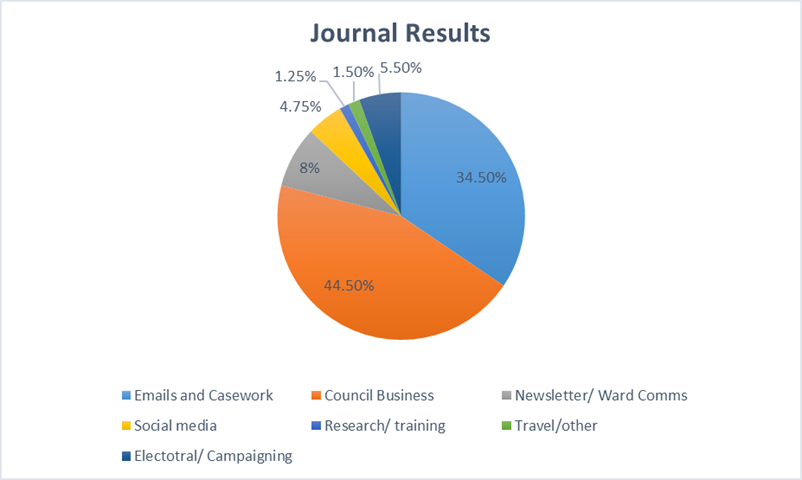 Journal Results
1.25%
1.50%
5.50%
4.75%
8%
34.50%
44.50%
Emails and Casework
Council Business
Newsletter/ Ward Comms
Social media
Research/ training
Travel/other
Electotral/ Campaigning